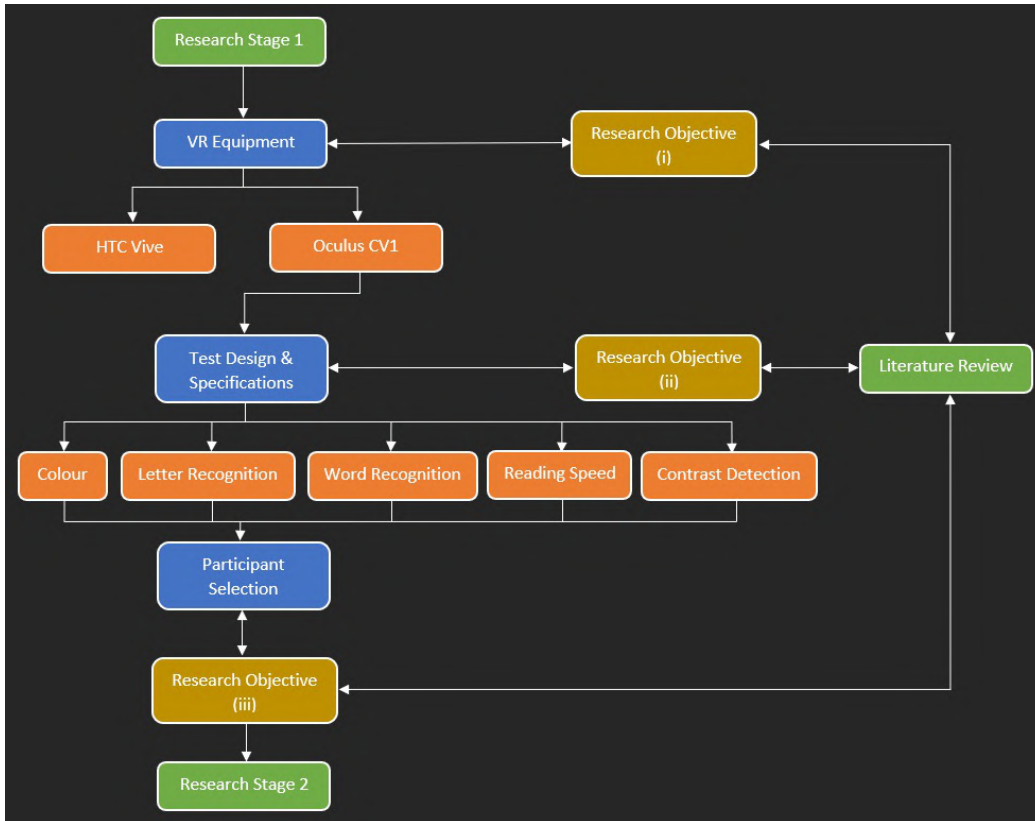 Research Stage 1
VR Equipment
Research Objective
(i)
HTC Vive
Oculus CV1
Test Design &
Specifications
Research Objective
(ii)
Literature Review
Colour
Letter Recognition
Word Recognition
Reading Speed
Contrast Detection
Participant
Selection
Research Objective
(iii)
Research Stage 2